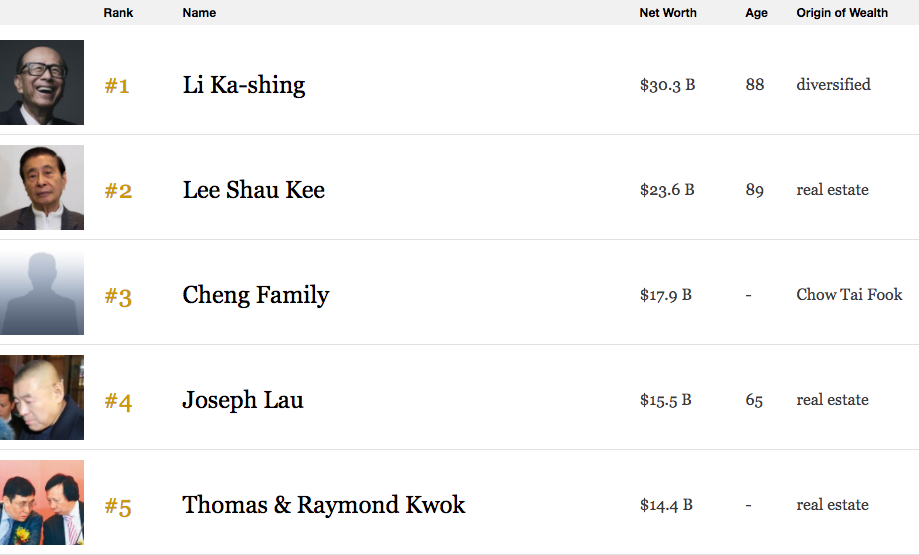 Rank Name Net Worth Age Origin of Wealth
#1 Li Ka-shing $30.3 B 88 diversified
#2 Lee Shau Kee $23.6 B 89 real estate
#3 Cheng Family $17.9 B - Chow Tai Fook
#4 Joseph Lau $15.5 B 65 real estate
#5 Thomas & Raymond Kwok $14.4 B - real estate